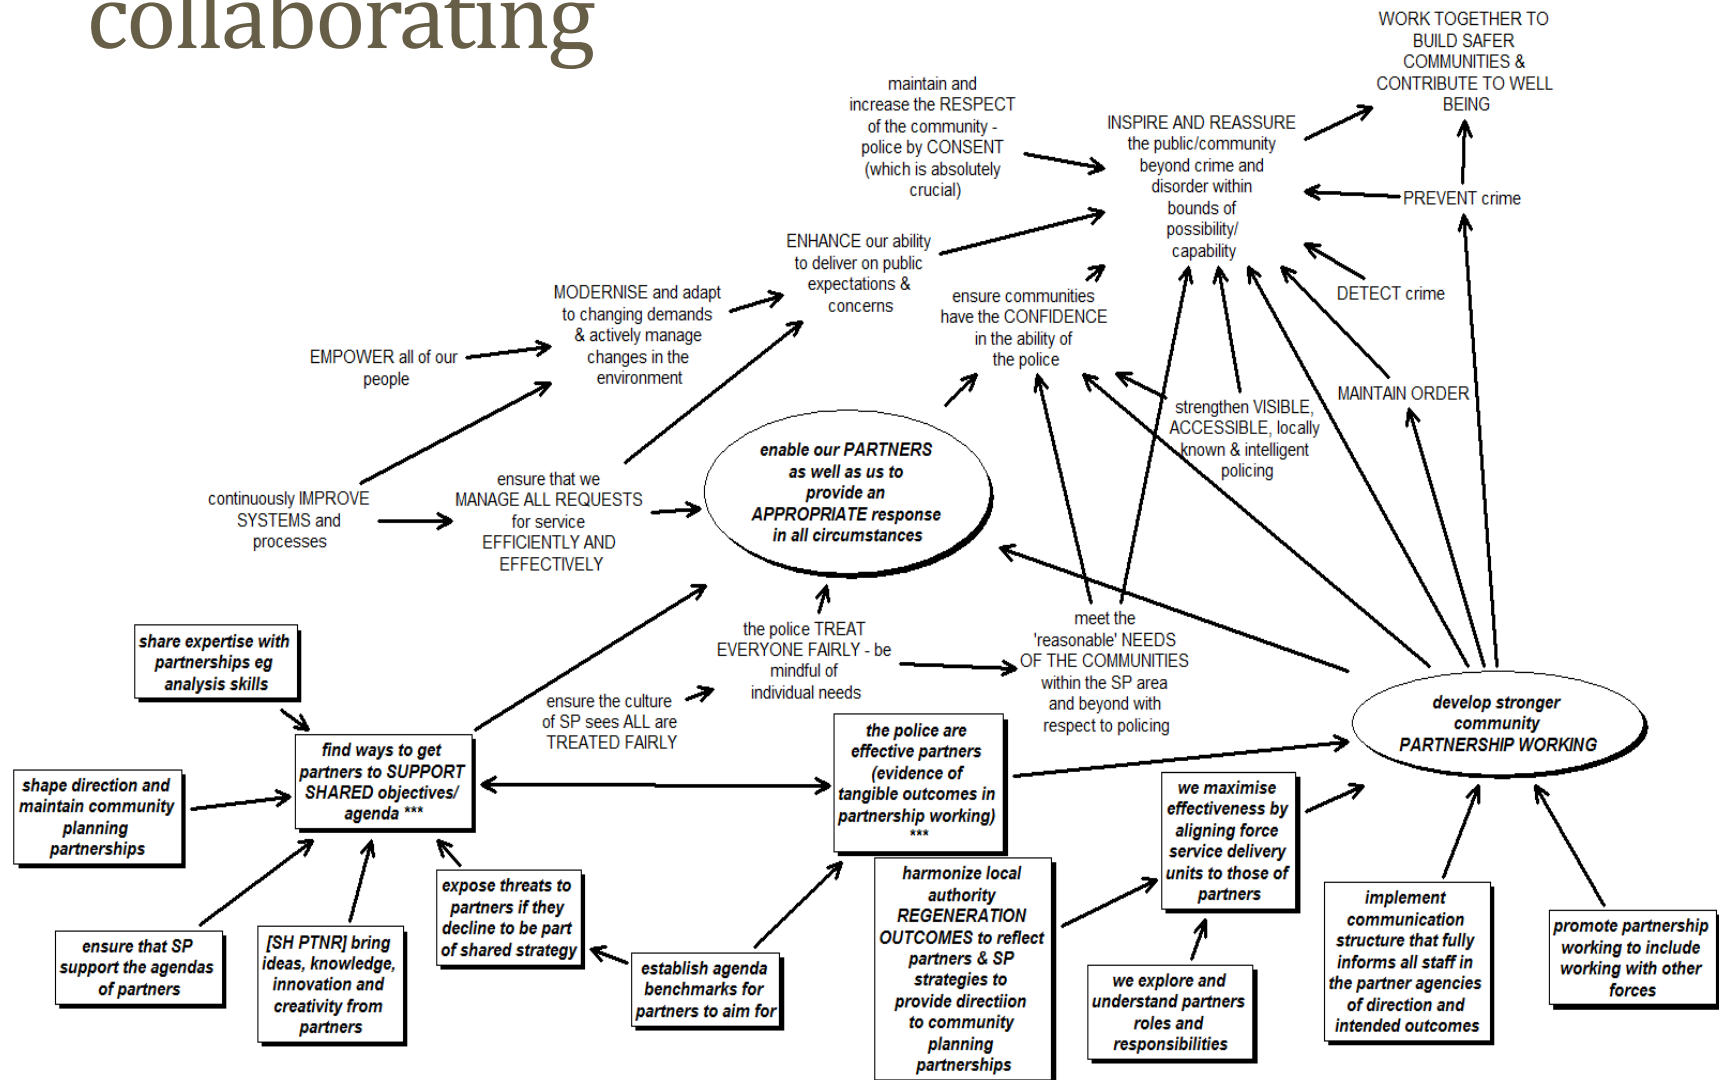 collaborating
WORK TOGETHER TO
BUILD SAFER
COMMUNITIES &
CONTRIBUTE TO WELL
BEING
maintain and
increase the RESPECT
of the community -
police by CONSENT
(which is absolutely
crucial)
INSPIRE AND REASSURE
the public/community
beyond crime and
disorder within
bounds of
possibility/
capability
PREVENT crime
ENHANCE our ability
to deliver on public
expectations &
concerns
DETECT crime
MODERNISE and adapt
to changing demands
& actively manage
changes in the
environment
ensure communities
have the CONFIDENCE
in the ability of
the police
EMPOWER all of our
people
MAINTAIN ORDER
strengthen VISIBLE,
ACCESSIBLE, locally
known & intelligent
policing
enable our PARTNERS
as well as us to
provide an
APPROPRIATE response
in all circumstances
continuously IMPROVE
SYSTEMS and
processes
ensure that we
MANAGE ALL REQUESTS
for service
EFFICIENTLY AND
EFFECTIVELY
the police TREAT
EVERYONE FAIRLY - be
mindful of
individual needs
meet the
'reasonable' NEEDS
OF THE COMMUNITIES
within the SP area
and beyond with
respect to policing
share expertise with
partnerships eg
analysis skills
ensure the culture
of SP sees ALL are
TREATED FAIRLY
develop stronger
community
PARTNERSHIP WORKING
find ways to get
partners to SUPPORT
SHARED objectives/
agenda ***
the police are
effective partners
(evidence of
tangible outcomes in
partnership working)
***
shape direction and
maintain community
planning
partnerships
we maximise
effectiveness by
aligning force
service delivery
units to those of
partners
expose threats to
partners if they
decline to be part
of shared strategy
harmonize local
authority
REGENERATION
OUTCOMES to reflect
partners & SP
strategies to
provide directiion
to community
planning
partnerships
implement
communication
structure that fully
informs all staff in
the partner agencies
of direction and
intended outcomes
promote partnership
working to include
working with other
forces
ensure that SP
support the agendas
of partners
[SH PTNR] bring
ideas, knowledge,
innovation and
creativity from
partners
establish agenda
benchmarks for
partners to aim for
we explore and
understand partners
roles and
responsibilities